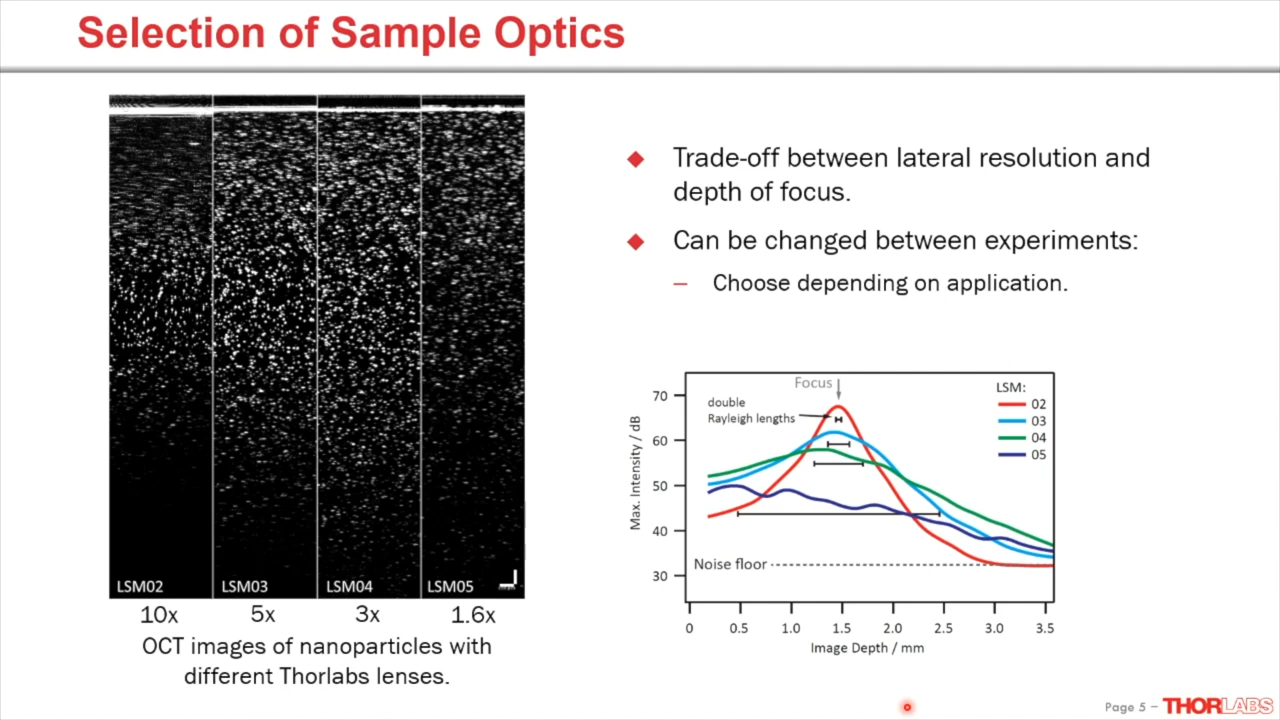 Selection of Sample Optics
LSM02
LSM03
LSM04
LSM05
10x
5x
3x
1.6x
OCT images of nanoparticles with
different Thorlabs lenses.
Trade-off between lateral resolution and
depth of focus.
Can be changed between experiments:
– Choose depending on application.
Focus
double
Rayleigh lengths
LSM:
02
03
04
05
Max. Intensity / dB
70
60
50
40
30
Noise floor
0
0.5
1.0
1.5
2.0
2.5
3.0
3.5
Image Depth / mm
Page 5 – THORLABS